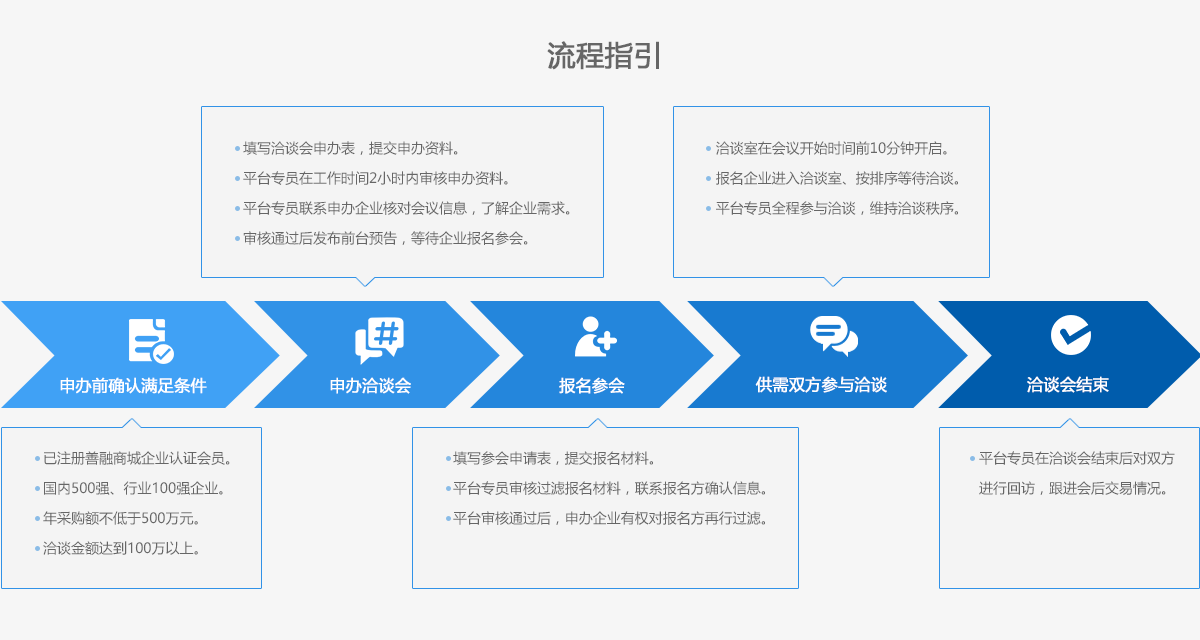 流程指引
•填写洽谈会申办表，提交申办资料。
•平台专员在工作时间2小时内审核申办资料。
•平台专员联系申办企业核对会议信息，了解企业需求。
•审核通过后发布前台预告，等待企业报名参会。
•洽谈室在会议开始时间前10分钟开启。
•报名企业进入洽谈室、按排序等待洽谈。
•平台专员全程参与洽谈，维持洽谈秩序。
申办前确认满足条件
申办洽谈会
报名参会
供需双方参与洽谈
洽谈会结束
•已注册善融商城企业认证会员。
•国内500强、行业100强企业。
•年采购额不低于500万元。
•洽谈金额达到100万以上。
•填写参会申请表，提交报名材料。
•平台专员审核过滤报名材料，联系报名方确认信息。
•平台审核通过后，申办企业有权对报名方再行过滤。
•平台专员在洽谈会结束后对双方
进行回访，跟进会后交易情况。